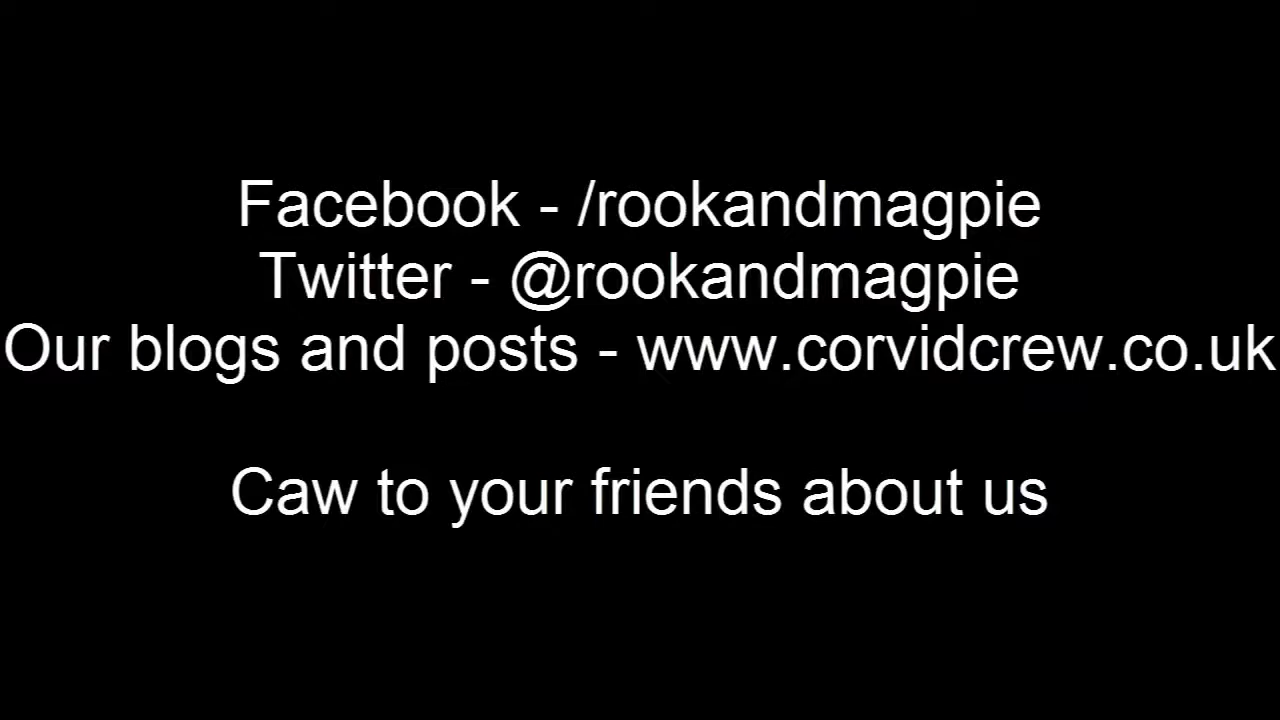 Facebook - /rookandmagpie
Twitter - @rookandmagpie
Our blogs and posts - www.corvidcrew.co.uk
Caw to your friends about us